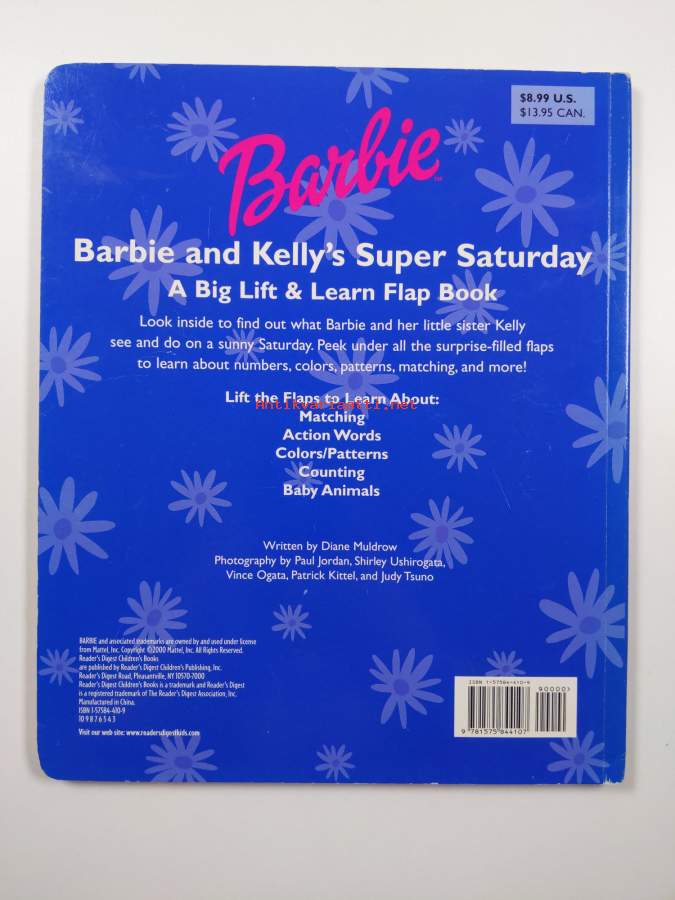 $8.99 U.S.
$13.95 CAN.
Barbie™
Barbie and Kelly's Super Saturday
A Big Lift & Learn Flap Book
Look inside to find out what Barbie and her little sister Kelly
see and do on a sunny Saturday. Peek under all the surprise-filled flaps
to learn about numbers, colors, patterns, matching, and more!
Lift the Flaps to Learn About:
Antikvariaatti.net
Matching
Action Words
Colors/Patterns
Counting
Baby Animals
Written by Diane Muldrow
Photography by Paul Jordan, Shirley Ushirogata,
Vince Ogata, Patrick Kittel, and Judy Tsuno
BARBIE and associated trademarks are owned by and used under license
from Mattel, Inc. Copyright ©2000 Mattel, Inc. All Rights Reserved.
Reader's Digest Children's Books
are published by Reader's Digest Children's Publishing, Inc.
Reader's Digest Road, Pleasantville, NY 10570-7000
Reader's Digest Children's Books is a trademark and Reader's Digest
is a registered trademark of The Reader's Digest Association, Inc.
Manufactured in China.
ISBN 1-57584-410-9
10 9 8 7 6 5 4 3
Visit our web site: www.readersdigestkids.com
ISBN 1-57584-410-9
90000>
9 781575 844107